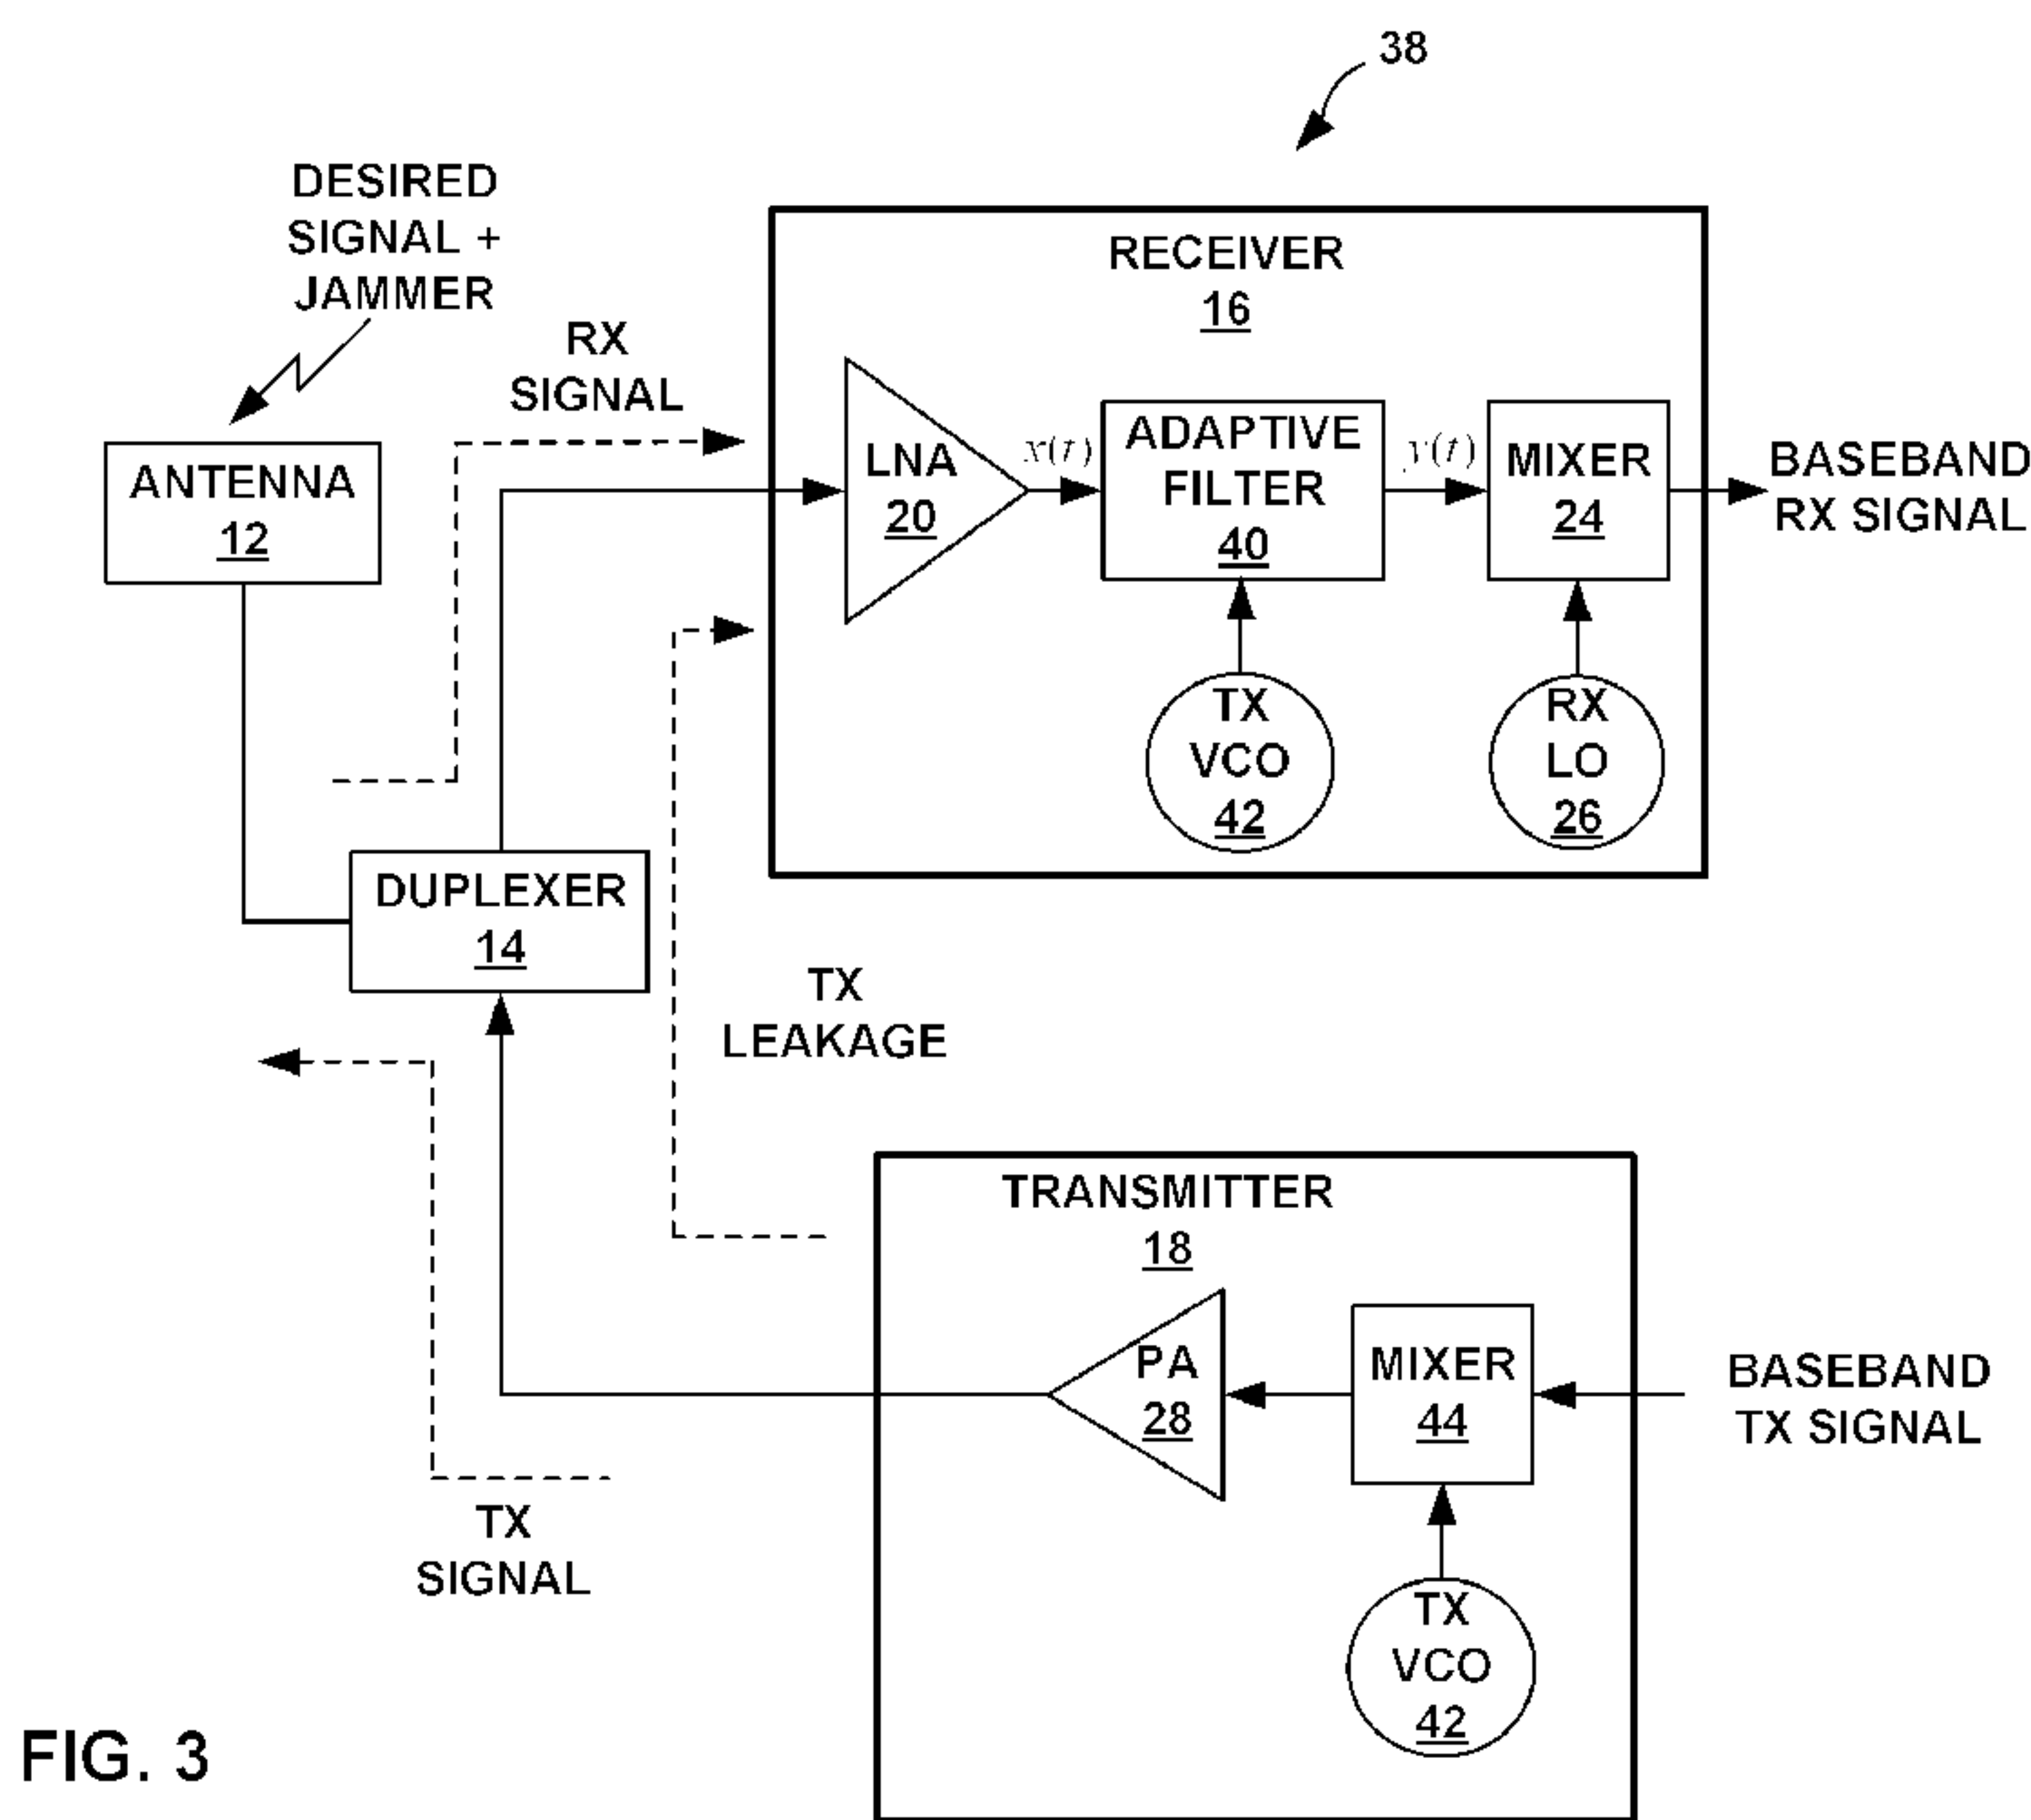 38
DESIRED
SIGNAL +
JAMMER
RX
SIGNAL
RECEIVER
16
ANTENNA
12
LNA
20
x(t)
ADAPTIVE
FILTER
40
y(t)
MIXER
24
BASEBAND
RX SIGNAL
TX
VCO
42
RX
LO
26
DUPLEXER
14
TX
LEAKAGE
TRANSMITTER
18
PA
28
MIXER
44
BASEBAND
TX SIGNAL
TX
SIGNAL
TX
VCO
42
FIG. 3